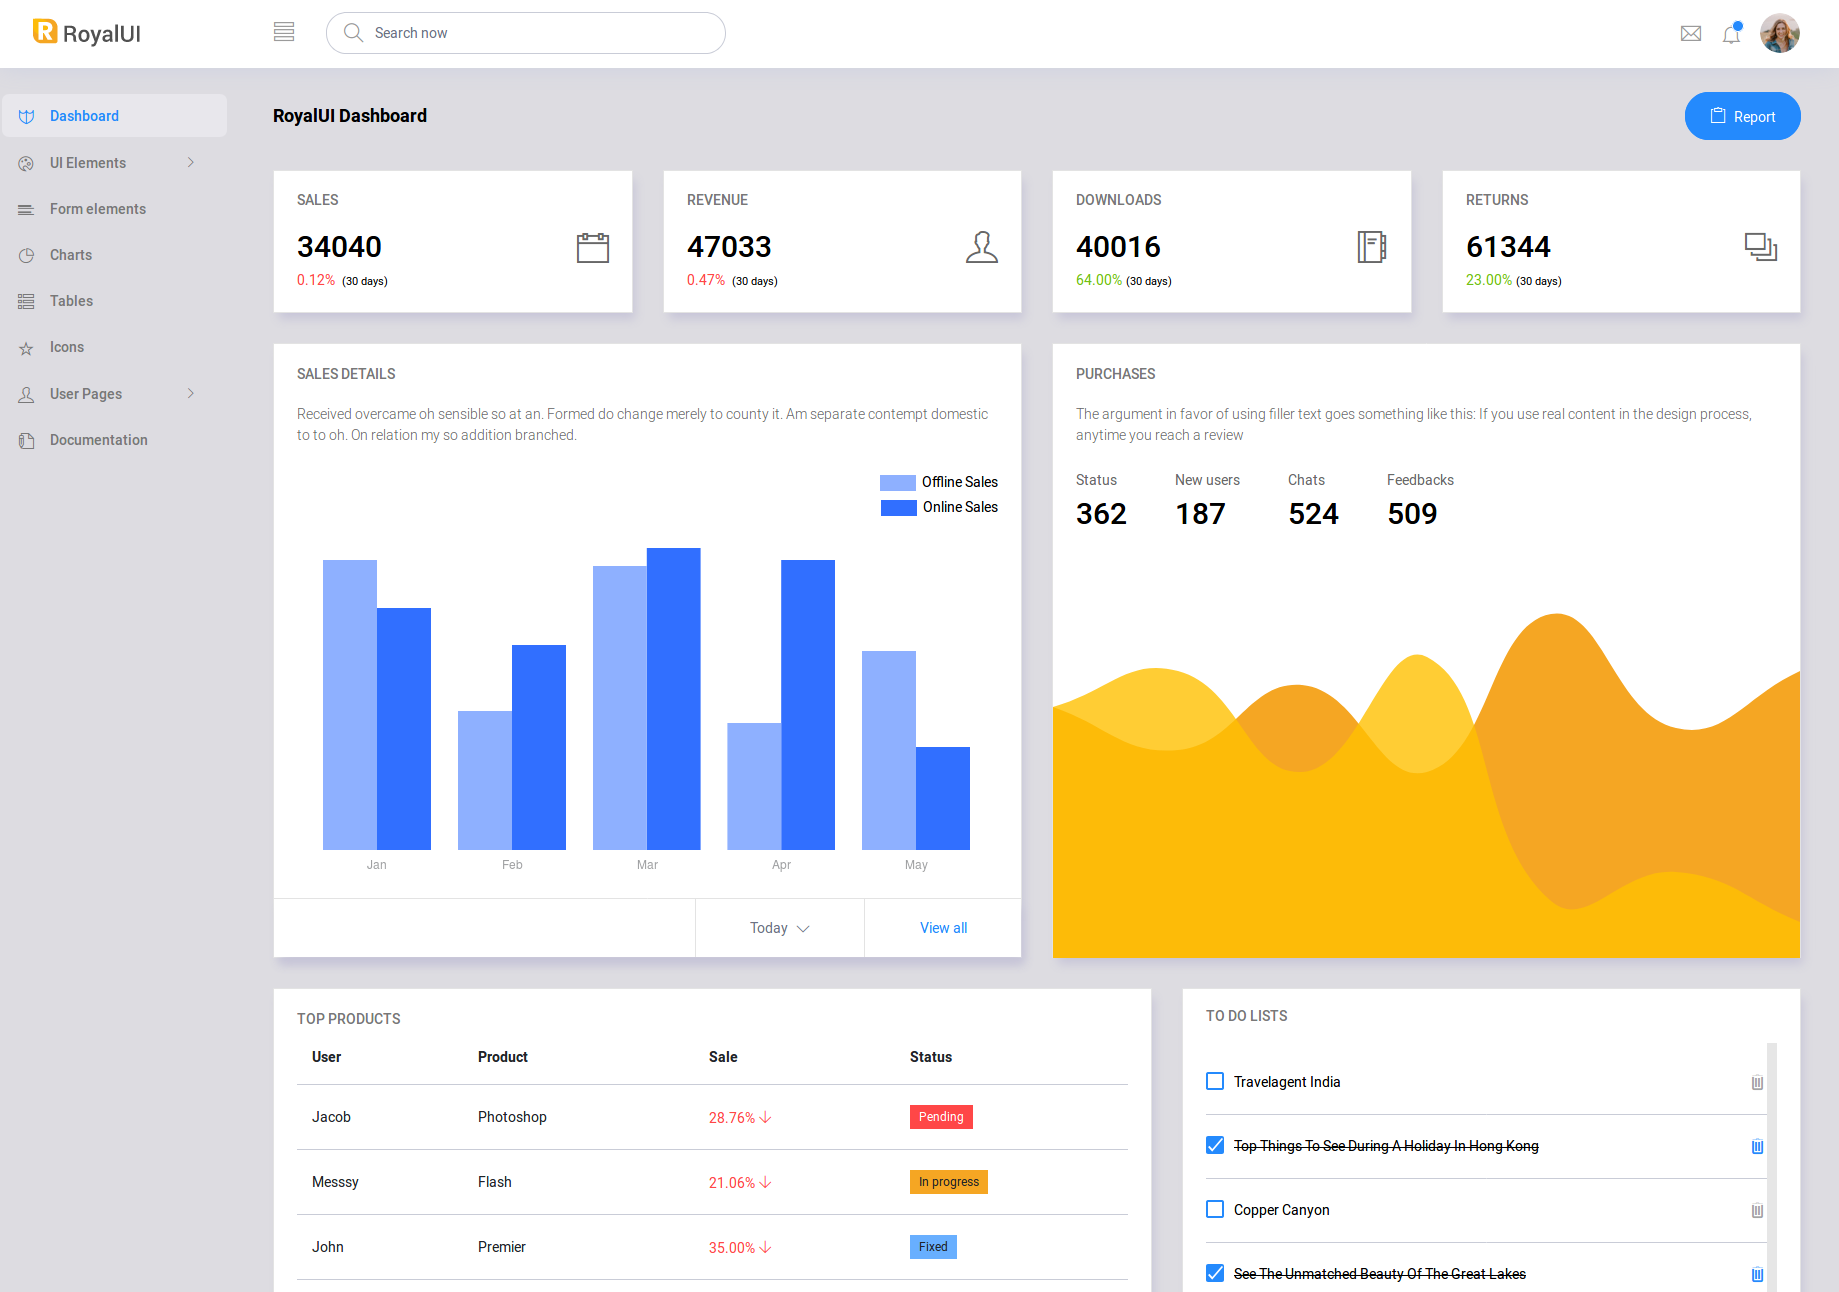 R RoyalUI
Search now
Dashboard
UI Elements
Form elements
Charts
Tables
Icons
User Pages
Documentation
RoyalUI Dashboard
Report
SALES
34040
0.12% (30 days)
REVENUE
47033
0.47% (30 days)
DOWNLOADS
40016
64.00% (30 days)
RETURNS
61344
23.00% (30 days)
SALES DETAILS
Received overcame oh sensible so at an. Formed do change merely to county it. Am separate contempt domestic
to to oh. On relation my so addition branched.
Offline Sales
Online Sales
Jan Feb Mar Apr May
Today
View all
PURCHASES
The argument in favor of using filler text goes something like this: If you use real content in the design process,
anytime you reach a review
Status New users Chats Feedbacks
362 187 524 509
TOP PRODUCTS
User Product Sale Status
Jacob Photoshop 28.76% Pending
Messsy Flash 21.06% In progress
John Premier 35.00% Fixed
TO DO LISTS
Travelagent India
Top Things To See During A Holiday In Hong Kong
Copper Canyon
See The Unmatched Beauty Of The Great Lakes